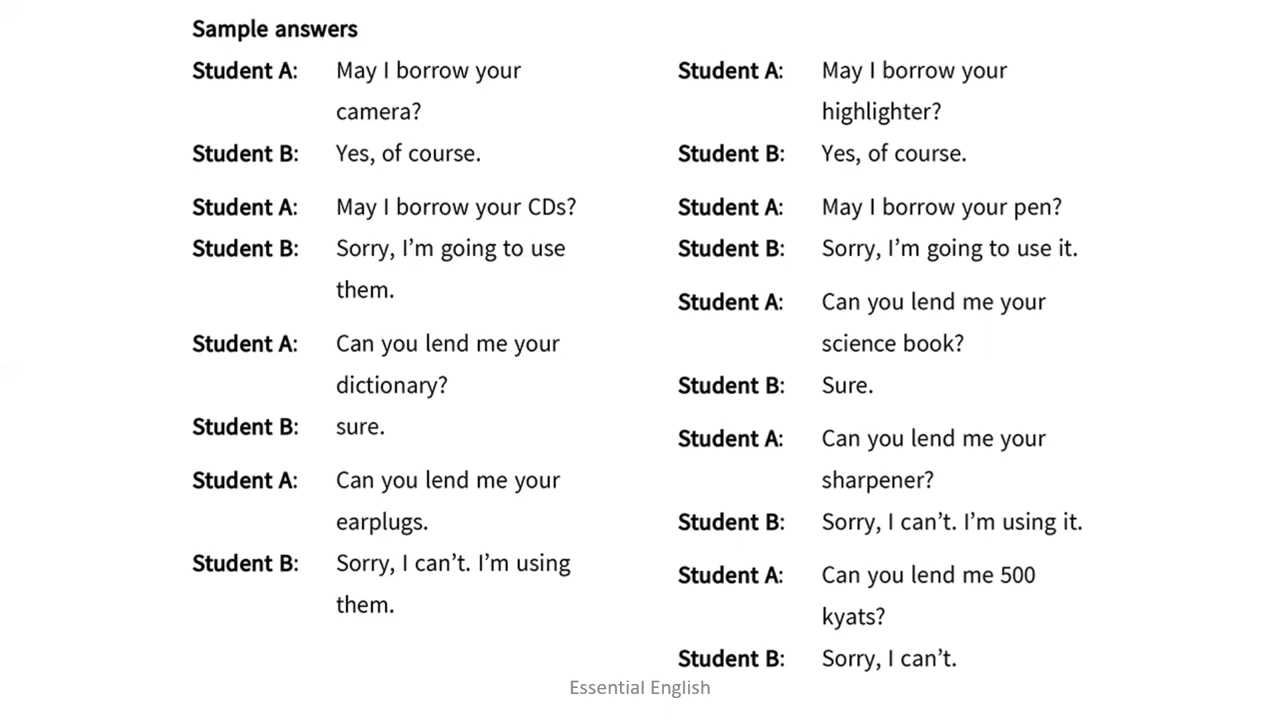 Sample answers
Student A: May I borrow your
camera?
Student B: Yes, of course.
Student A: May I borrow your CDs?
Student B: Sorry, I’m going to use
them.
Student A: Can you lend me your
dictionary?
Student B: sure.
Student A: Can you lend me your
earplugs.
Student B: Sorry, I can’t. I’m using
them.
Student A: May I borrow your
highlighter?
Student B: Yes, of course.
Student A: May I borrow your pen?
Student B: Sorry, I’m going to use it.
Student A: Can you lend me your
science book?
Student B: Sure.
Student A: Can you lend me your
sharpener?
Student B: Sorry, I can’t. I’m using it.
Student A: Can you lend me 500
kyats?
Student B: Sorry, I can’t.
Essential English